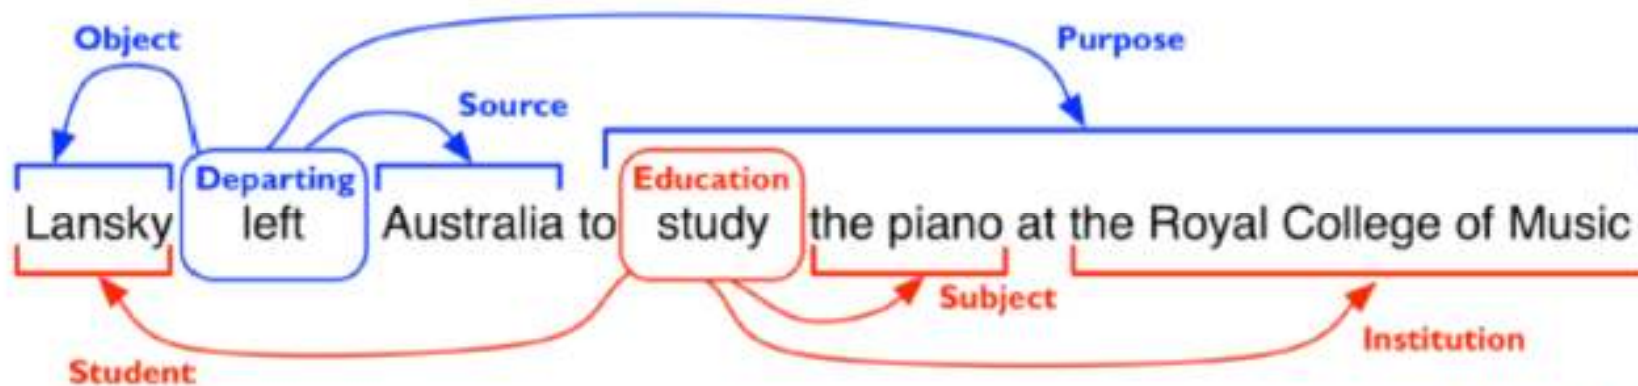 Object
Purpose
Source
Departing
Education
Lansky left Australia to study the piano at the Royal College of Music
Subject
Institution
Student